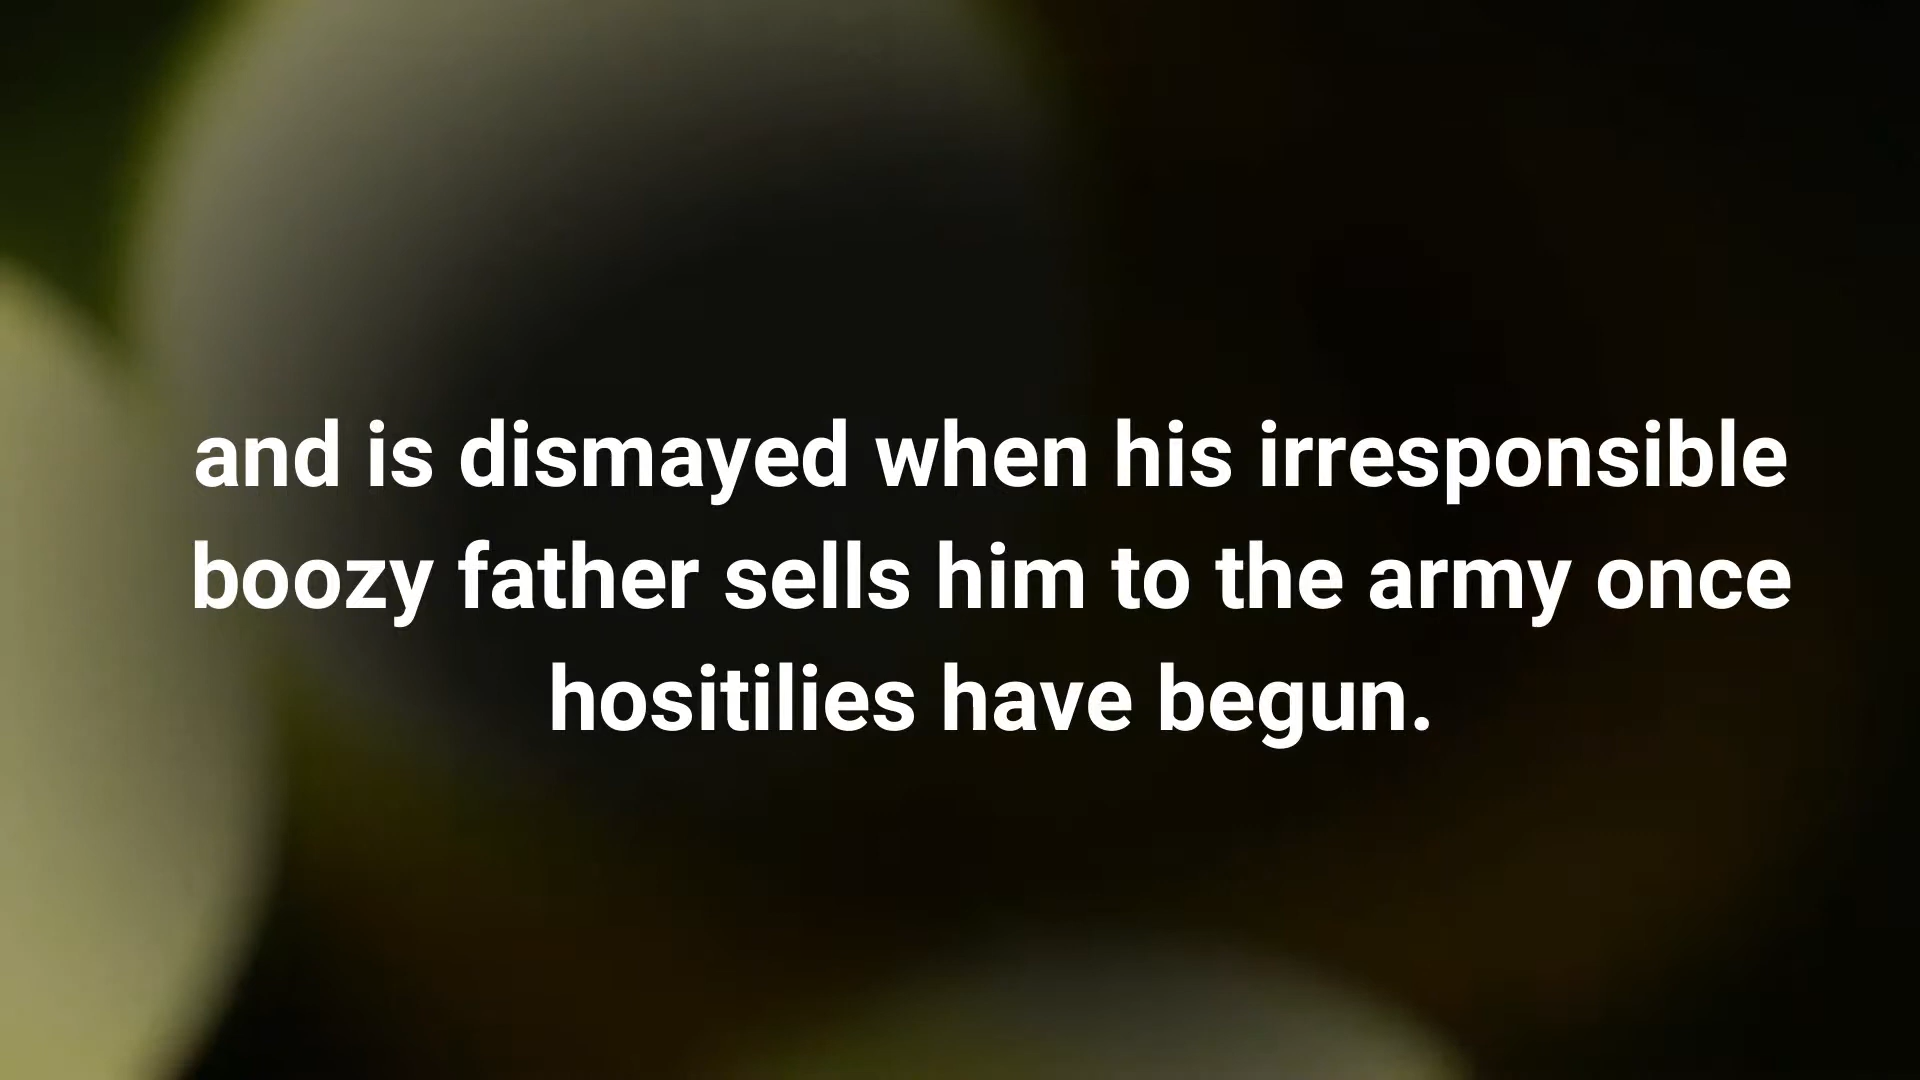 and is dismayed when his irresponsible
boozy father sells him to the army once
hositilies have begun.